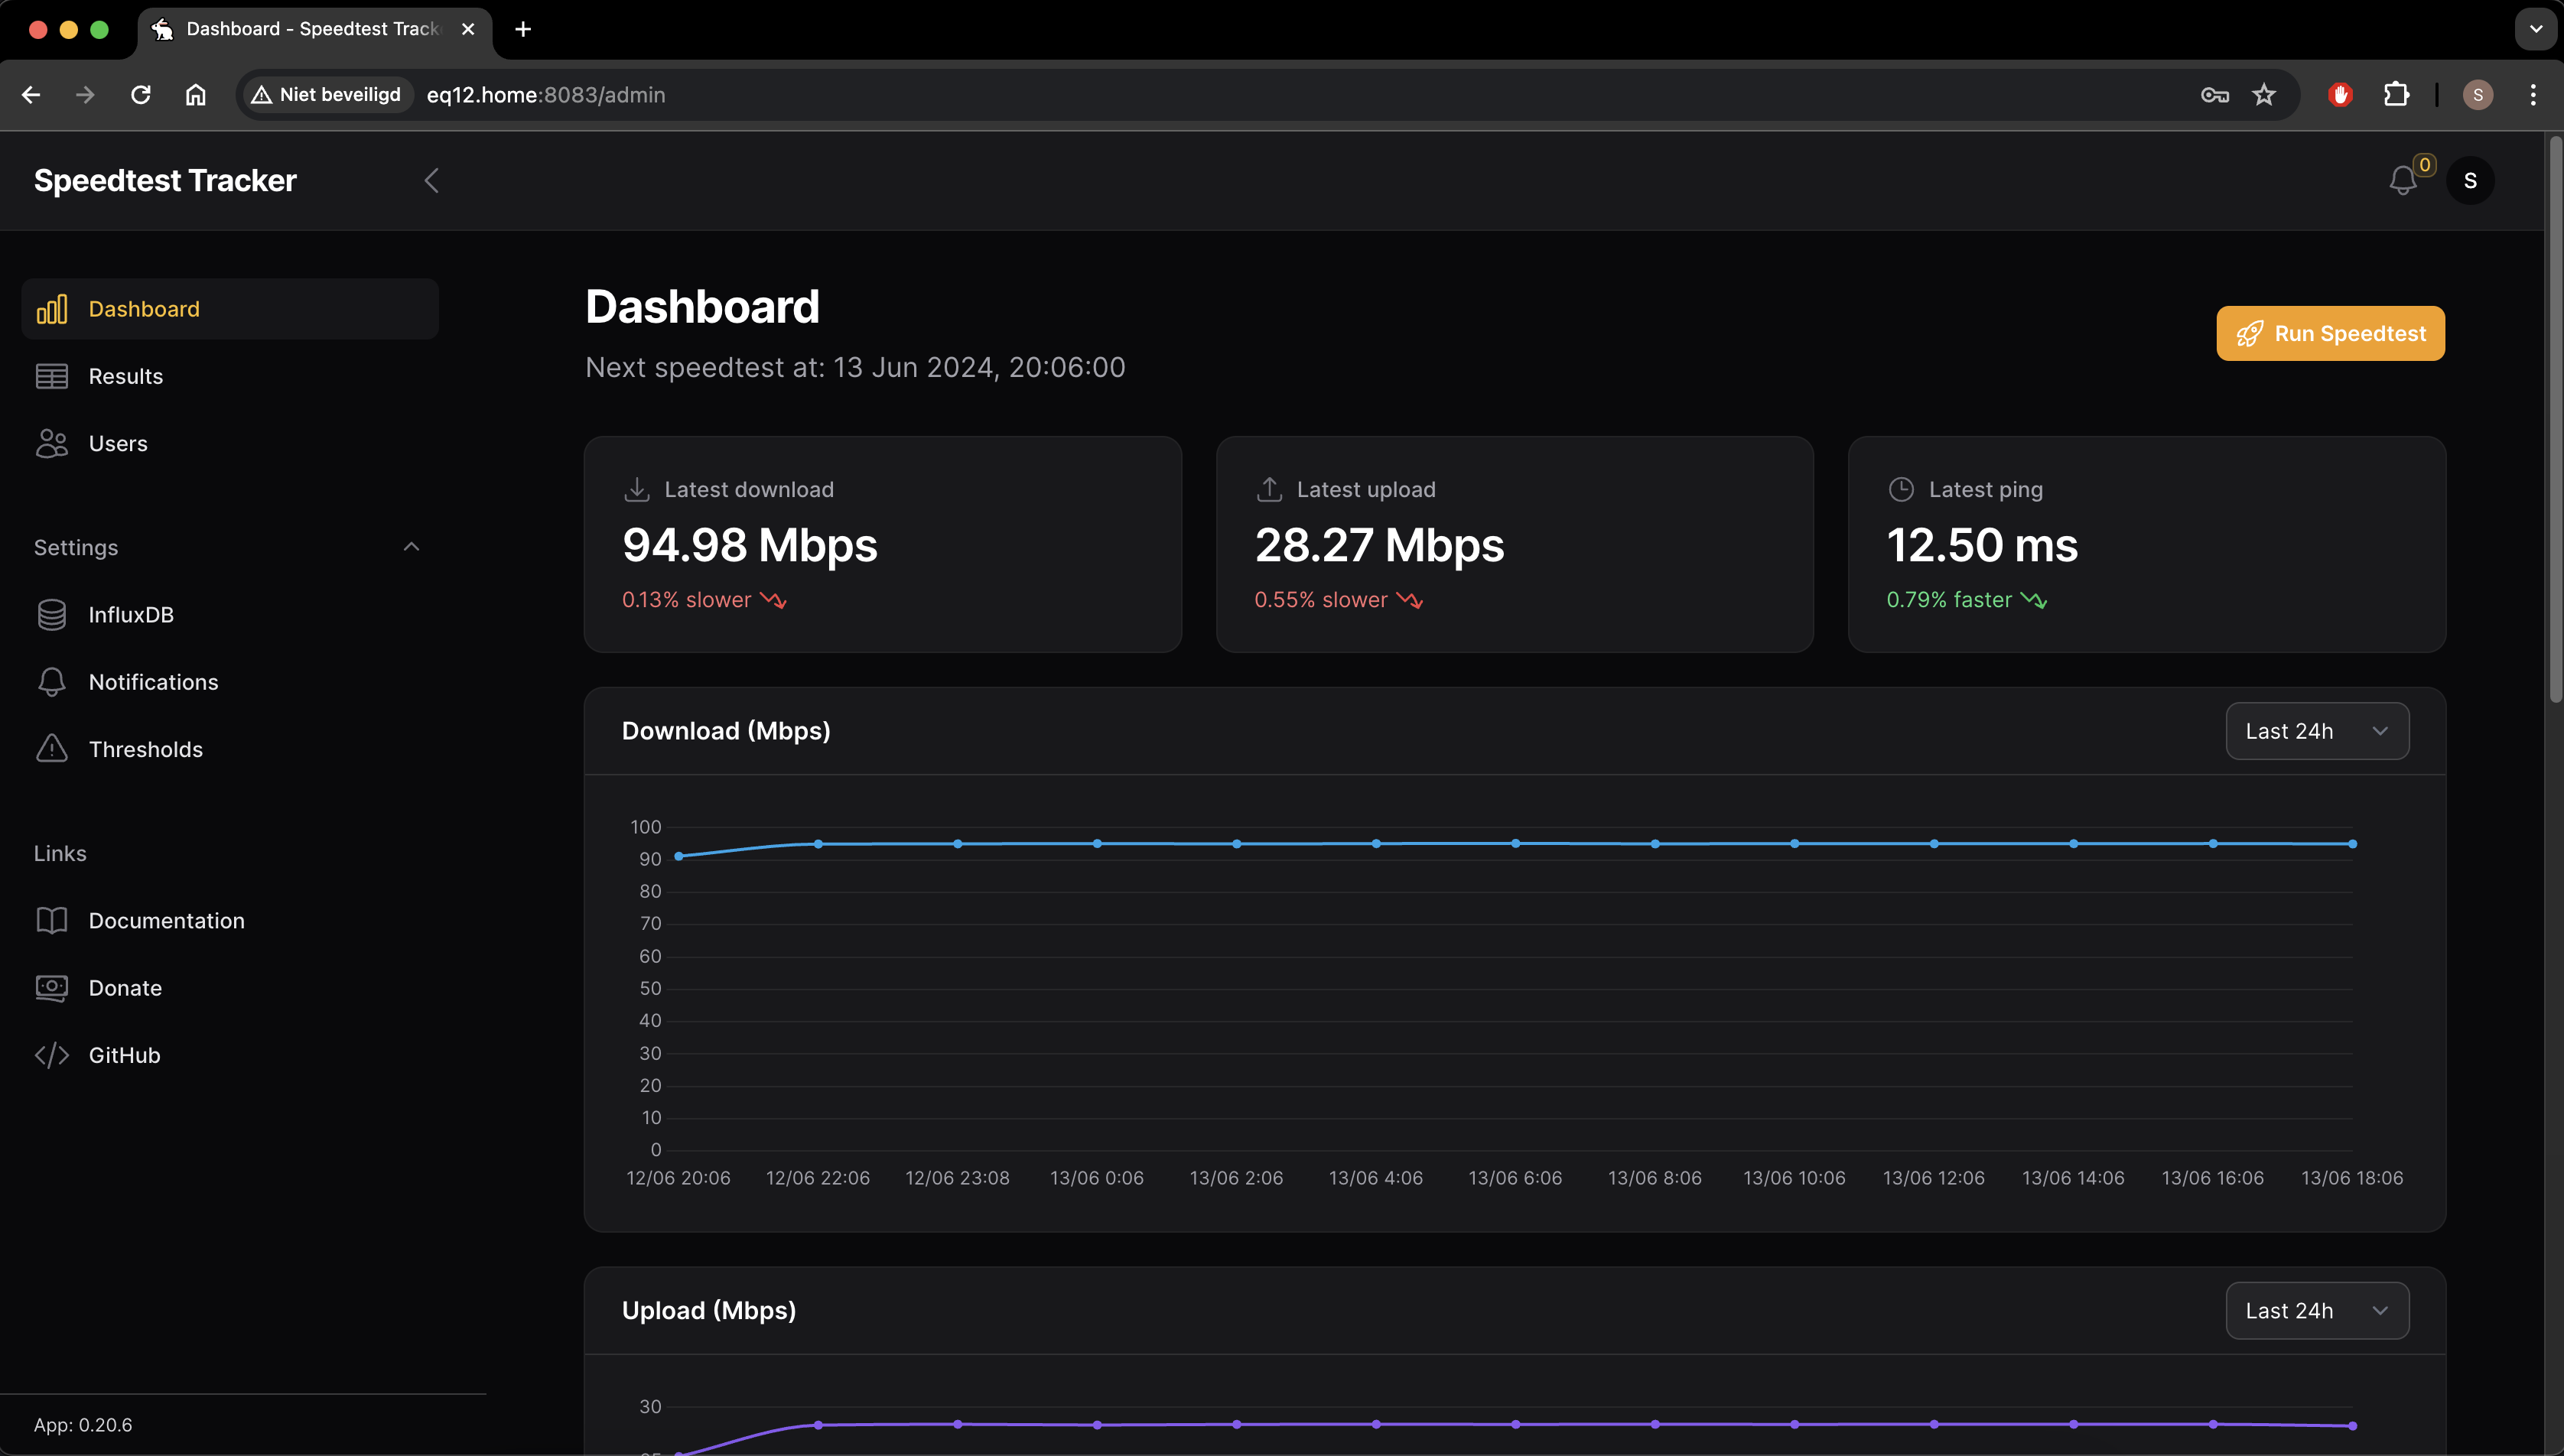 Dashboard - Speedtest Track
Niet beveiligd
eq12.home:8083/admin
S
Speedtest Tracker
0
S
Dashboard
Results
Users
Settings
InfluxDB
Notifications
Thresholds
Links
Documentation
Donate
GitHub
App: 0.20.6
Dashboard
Next speedtest at: 13 Jun 2024, 20:06:00
Run Speedtest
Latest download
94.98 Mbps
0.13% slower
Latest upload
28.27 Mbps
0.55% slower
Latest ping
12.50 ms
0.79% faster
Download (Mbps)
Last 24h
100
90
80
70
60
50
40
30
20
10
0
12/06 20:06 12/06 22:06 12/06 23:08 13/06 0:06 13/06 2:06 13/06 4:06 13/06 6:06 13/06 8:06 13/06 10:06 13/06 12:06 13/06 14:06 13/06 16:06 13/06 18:06
Upload (Mbps)
Last 24h
30